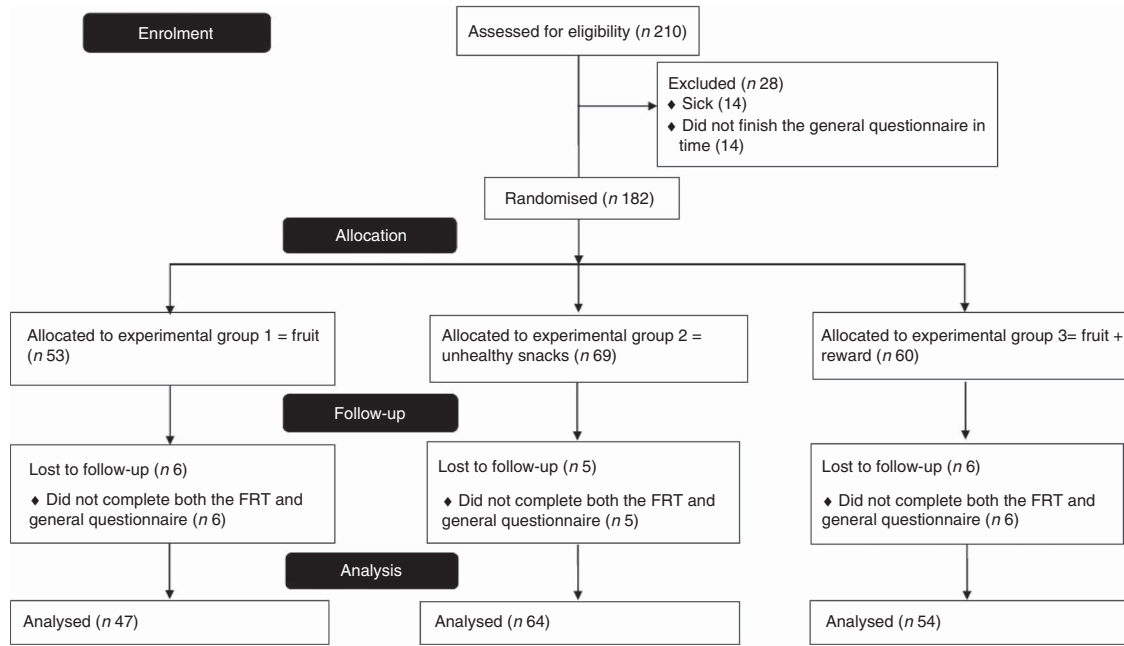 Enrolment
Assessed for eligibility (n 210)
Excluded (n 28)
♦ Sick (14)
♦ Did not finish the general questionnaire in
time (14)
Randomised (n 182)
Allocation
Allocated to experimental group 1 = fruit
(n 53)
Allocated to experimental group 2 =
unhealthy snacks (n 69)
Allocated to experimental group 3= fruit +
reward (n 60)
Follow-up
Lost to follow-up (n 6)
♦ Did not complete both the FRT and
general questionnaire (n 6)
Lost to follow-up (n 5)
♦ Did not complete both the FRT and
general questionnaire (n 5)
Lost to follow-up (n 6)
♦ Did not complete both the FRT and
general questionnaire (n 6)
Analysis
Analysed (n 47)
Analysed (n 64)
Analysed (n 54)